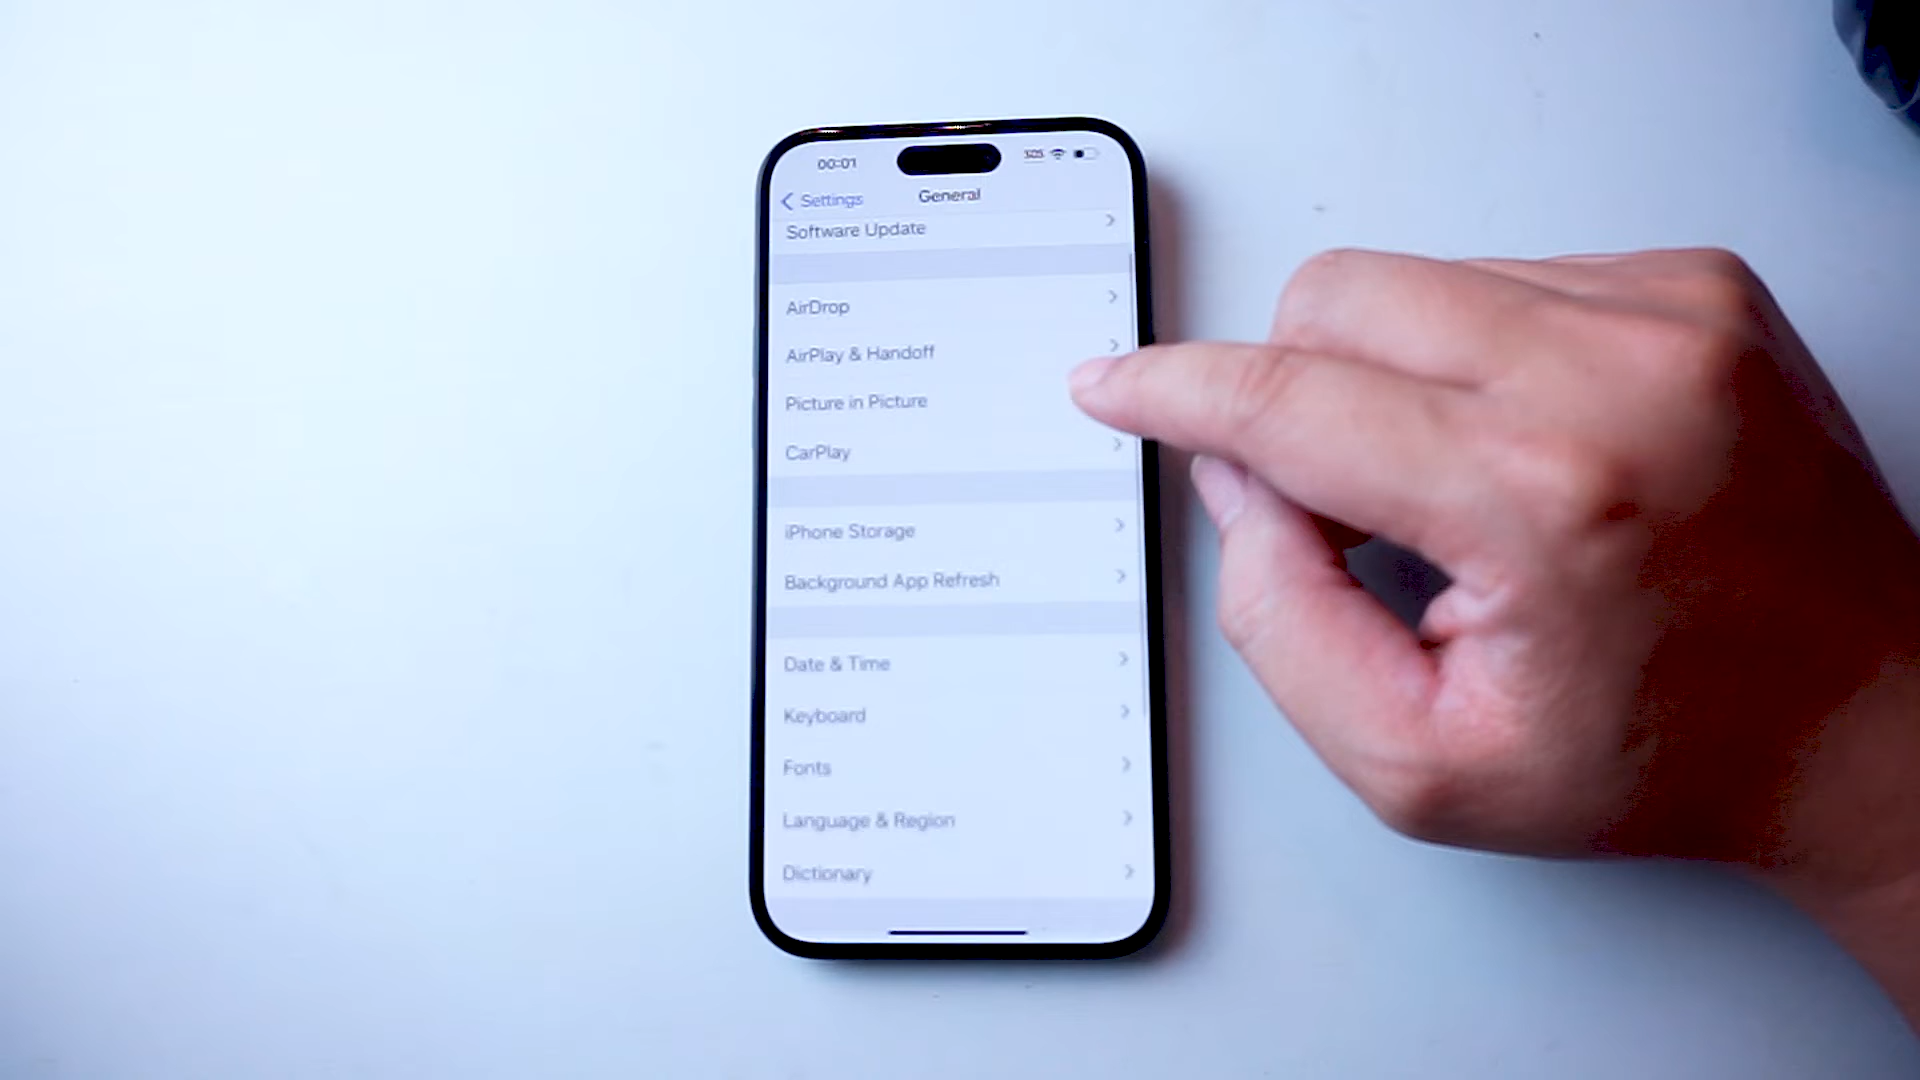 00:01
SOS
Settings
General
Software Update
AirDrop
AirPlay & Handoff
Picture in Picture
CarPlay
iPhone Storage
Background App Refresh
Date & Time
Keyboard
Fonts
Language & Region
Dictionary